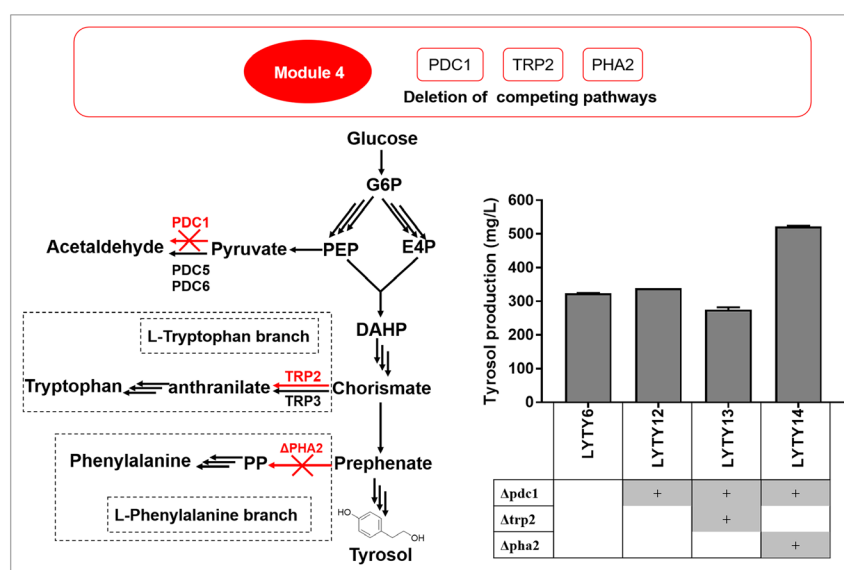 Module 4
PDC1
TRP2
PHA2
Deletion of competing pathways
Glucose
G6P
PDC1
Acetaldehyde
Pyruvate
PEP
E4P
PDC5
PDC6
DAHP
L-Tryptophan branch
TRP2
Tryptophan
anthranilate
Chorismate
TRP3
ΔPHA2
Phenylalanine
PP
Prephenate
L-Phenylalanine branch
HO
OH
Tyrosol
Tyrosol production (mg/L)
600
500
400
300
200
100
0
LYTY6
LYTY12
LYTY13
LYTY14
Δpdc1 + + +
Δtrp2 +
Δpha2 +